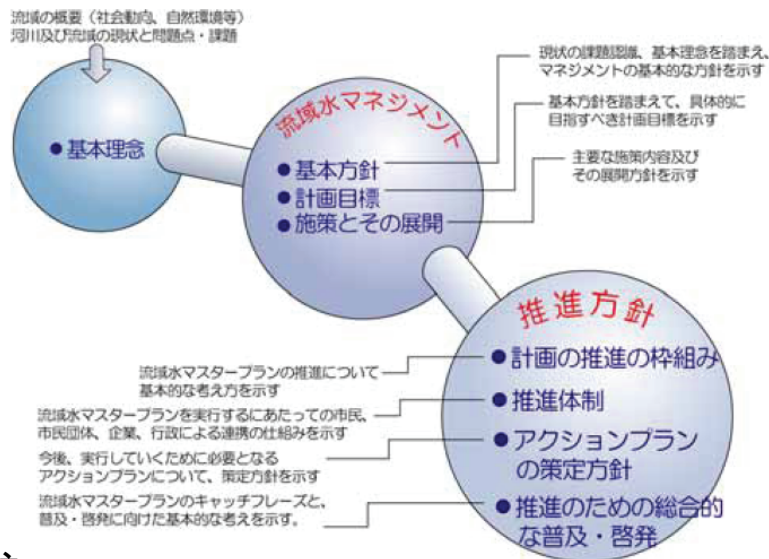 流域の概要（社会動向、自然環境等）
河川及び流域の現状と問題点・課題
●基本理念
流域水マネジメント
●基本方針
●計画目標
●施策とその展開
現状の課題認識、基本理念を踏まえ、
マネジメントの基本的な方針を示す
基本方針を踏まえて、具体的に
目指すべき計画目標を示す
主要な施策内容及び
その展開方針を示す
推進方針
●計画の推進の枠組み
●推進体制
●アクションプラン
の策定方針
●推進のための総合的
な普及・啓発
流域水マスタープランの推進について
基本的な考え方を示す
流域水マスタープランを実行するにあたっての市民、
市民団体、企業、行政による連携の仕組みを示す
今後、実行していくために必要となる
アクションプランについて、策定方針を示す
流域水マスタープランのキャッチフレーズと、
普及・啓発に向けた基本的な考えを示す。